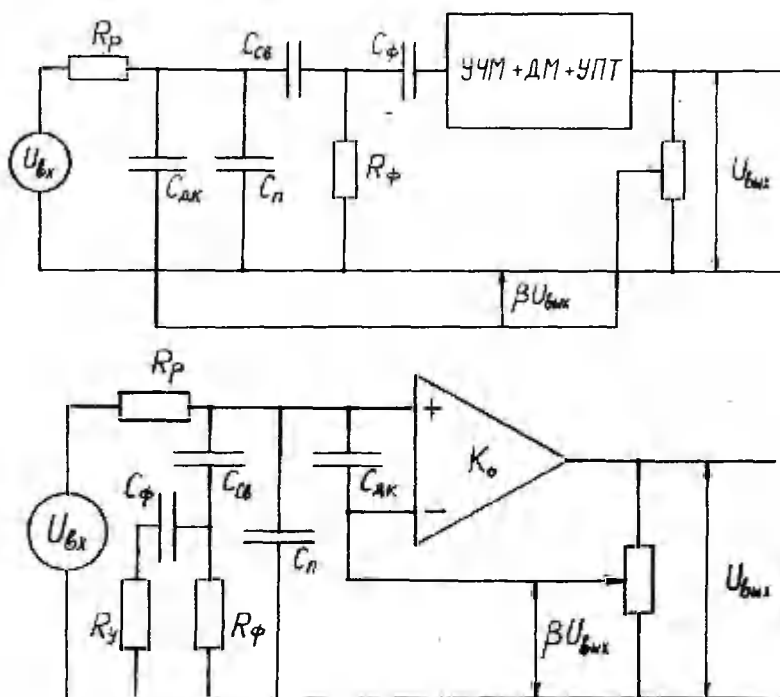 Rр
Cсв
Cф
УЧМ+ДМ+УПТ
Uвх
Cдк
Cп
Rф
Uвых
βUвых
Rр
+
K₀
−
Cсв
Cдк
Cф
Uвх
Cп
Rу
Rф
βUвых
Uвых